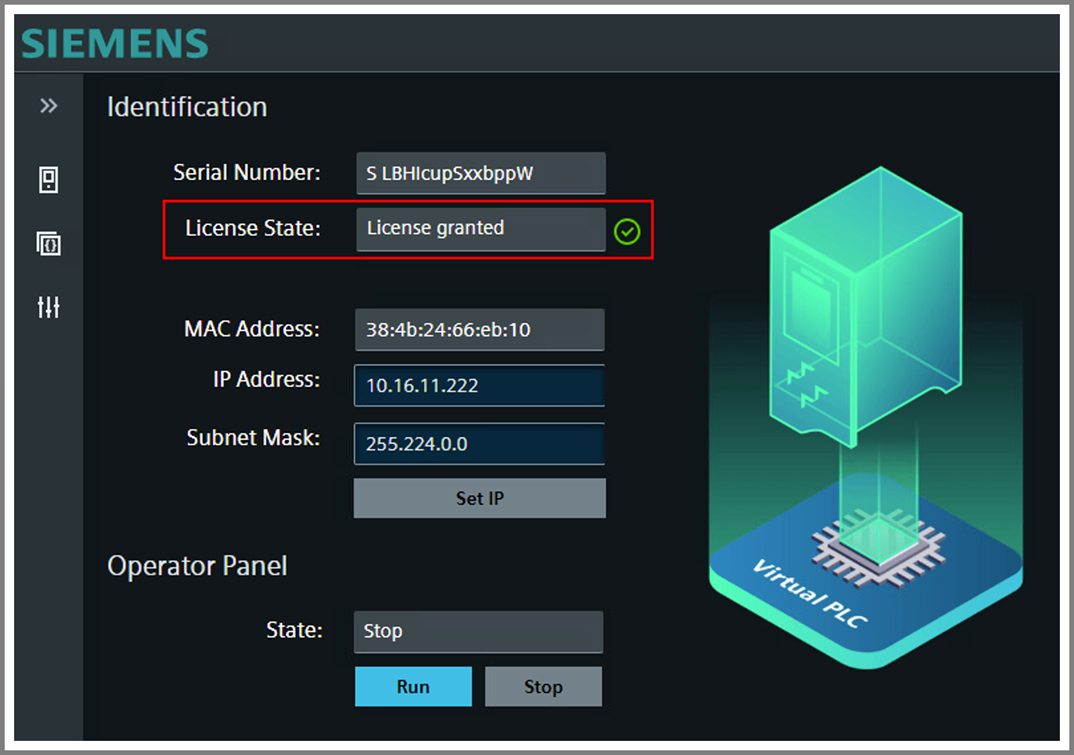 SIEMENS
Identification
Serial Number: S LBHIcupSxxbppW
License State: License granted
MAC Address: 38:4b:24:66:eb:10
IP Address: 10.16.11.222
Subnet Mask: 255.224.0.0
Set IP
Operator Panel
State: Stop
Run Stop
Virtual PLC